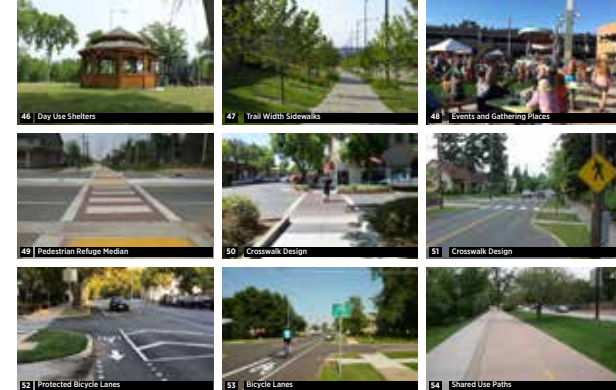 46 Day Use Shelters
47 Trail Width Sidewalks
48 Events and Gathering Places
49 Pedestrian Refuge Median
50 Crosswalk Design
51 Crosswalk Design
52 Protected Bicycle Lanes
53 Bicycle Lanes
54 Shared Use Paths